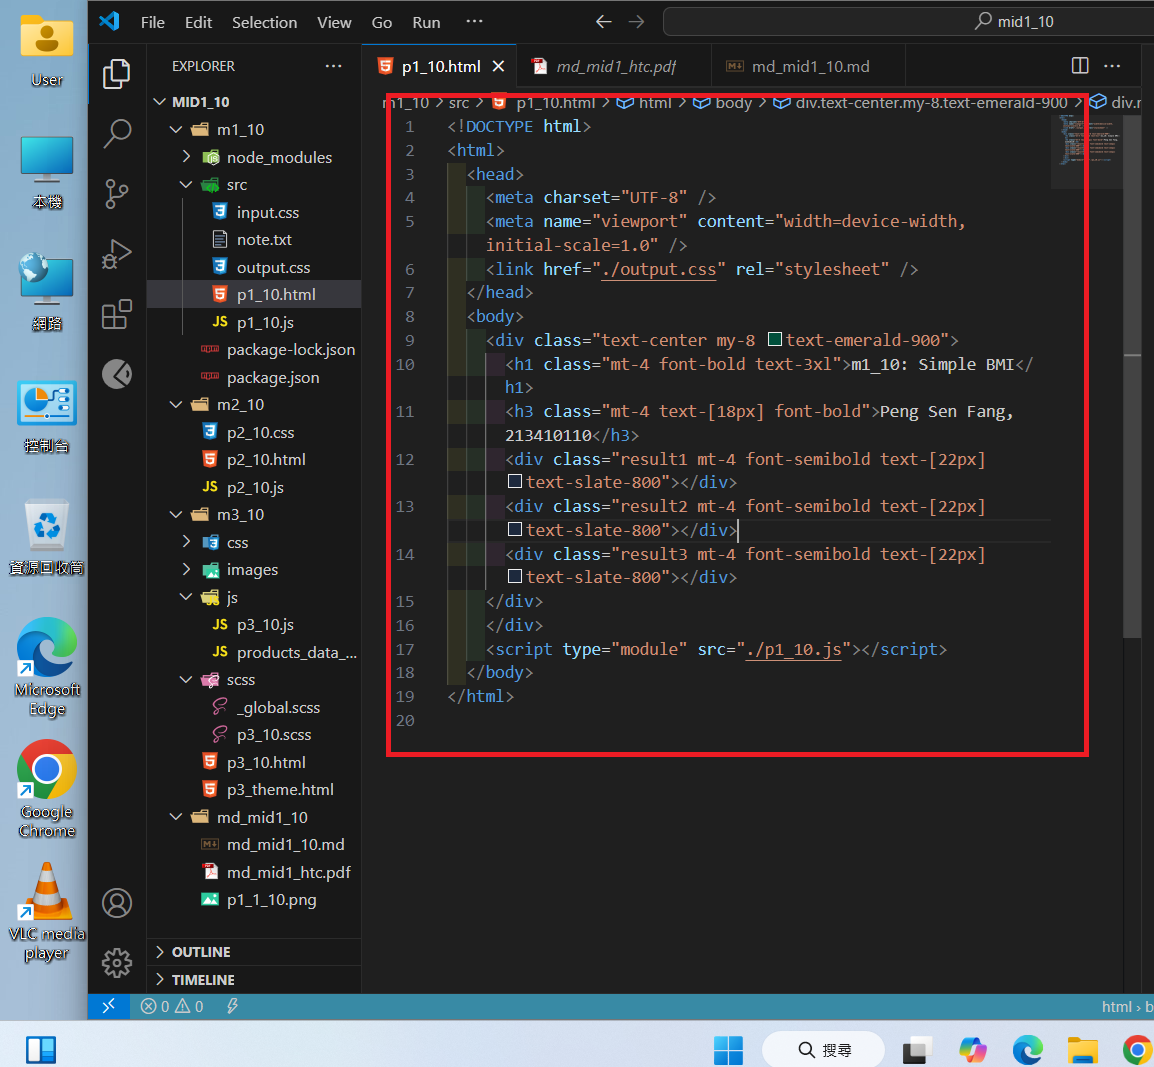 User
本機
網路
控制台
資源回收筒
Microsoft
Edge
Google
Chrome
VLC media
player
File Edit Selection View Go Run ···
mid1_10
EXPLORER ···
MID1_10
m1_10
node_modules
src
input.css
note.txt
output.css
p1_10.html
JS p1_10.js
package-lock.json
package.json
m2_10
p2_10.css
p2_10.html
JS p2_10.js
m3_10
css
images
js
JS p3_10.js
JS products_data_...
scss
_global.scss
p3_10.scss
p3_10.html
p3_theme.html
md_mid1_10
md_mid1_10.md
md_mid1_htc.pdf
p1_1_10.png
OUTLINE
TIMELINE
p1_10.html
md_mid1_htc.pdf
md_mid1_10.md
m1_10 > src > p1_10.html > html > body > div.text-center.my-8.text-emerald-900 > div.r
1 <!DOCTYPE html>
2 <html>
3 <head>
4 <meta charset="UTF-8" />
5 <meta name="viewport" content="width=device-width,
initial-scale=1.0" />
6 <link href="./output.css" rel="stylesheet" />
7 </head>
8 <body>
9 <div class="text-center my-8 text-emerald-900">
10 <h1 class="mt-4 font-bold text-3xl">m1_10: Simple BMI</
h1>
11 <h3 class="mt-4 text-[18px] font-bold">Peng Sen Fang,
213410110</h3>
12 <div class="result1 mt-4 font-semibold text-[22px]
text-slate-800"></div>
13 <div class="result2 mt-4 font-semibold text-[22px]
text-slate-800"></div>
14 <div class="result3 mt-4 font-semibold text-[22px]
text-slate-800"></div>
15 </div>
16 </div>
17 <script type="module" src="./p1_10.js"></script>
18 </body>
19 </html>
20
0 0
html › b
搜尋